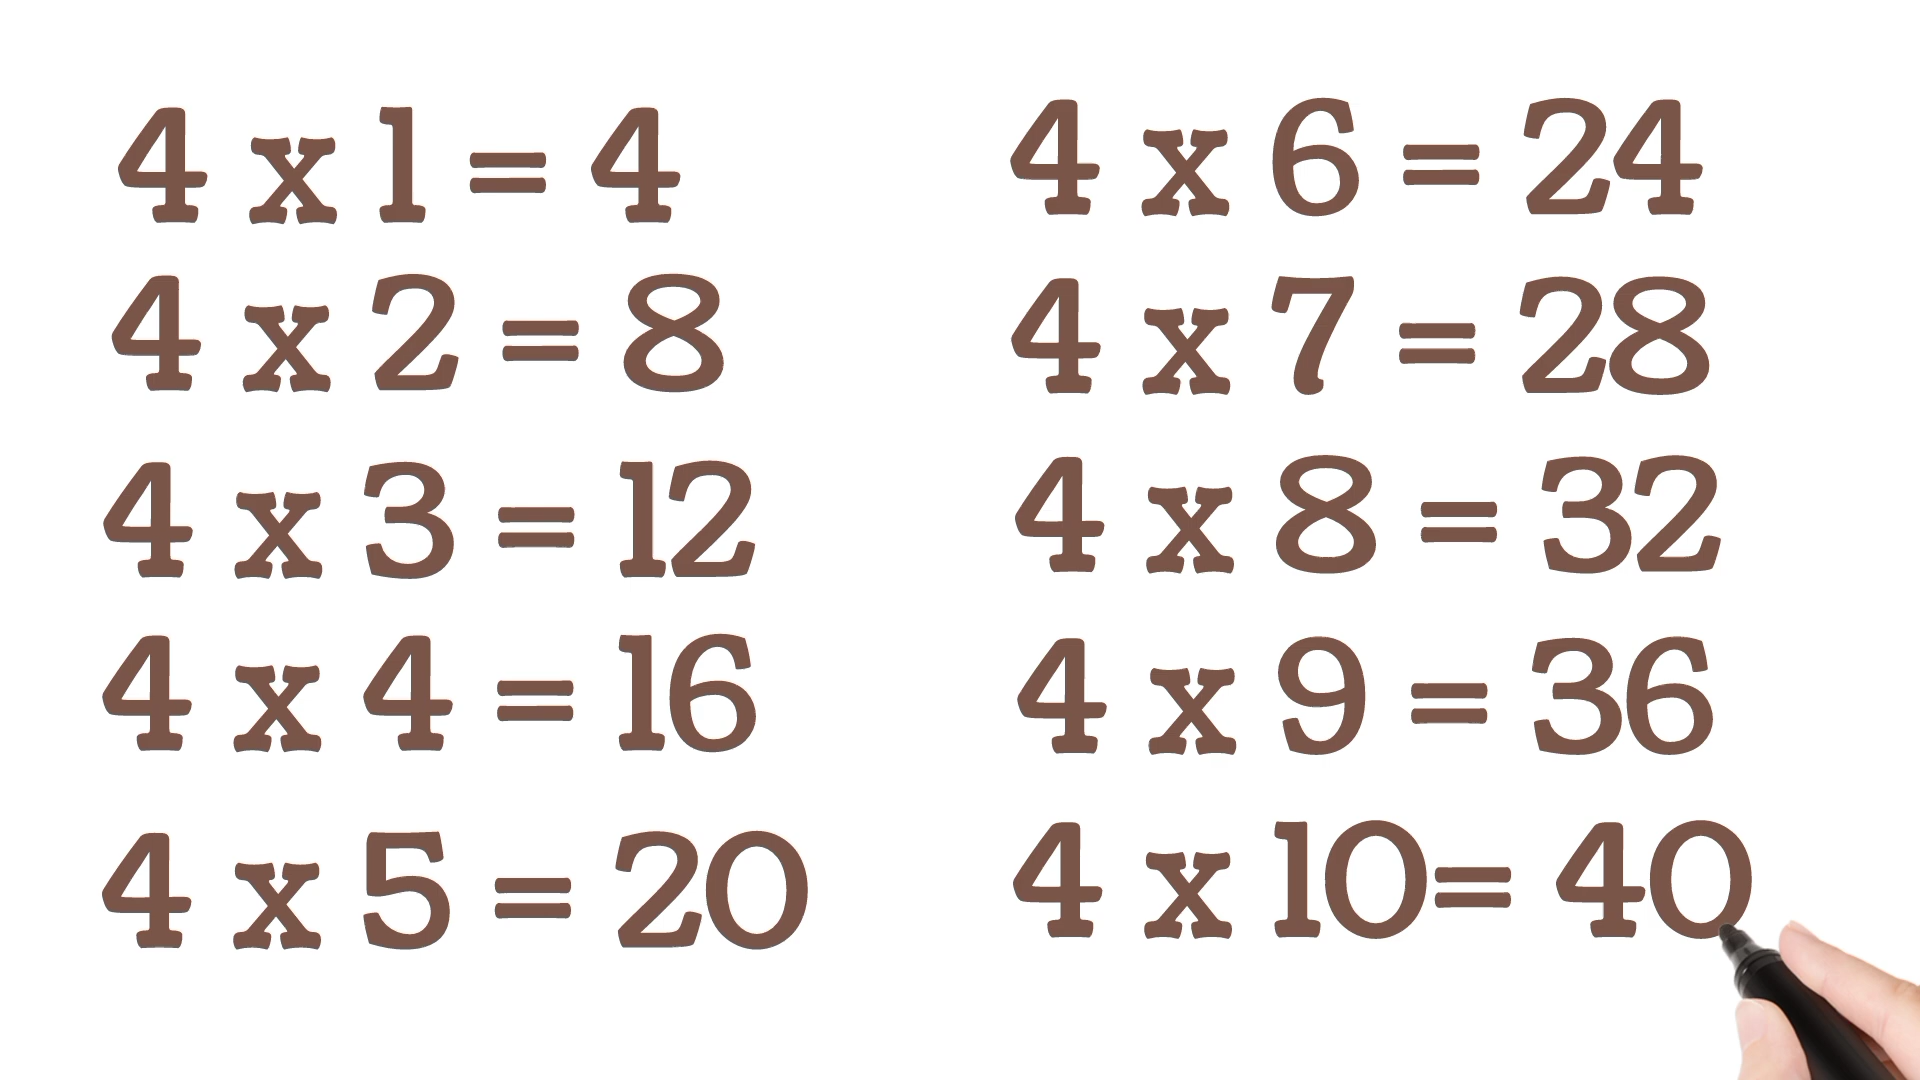 4 x 1 = 4
4 x 2 = 8
4 x 3 = 12
4 x 4 = 16
4 x 5 = 20
4 x 6 = 24
4 x 7 = 28
4 x 8 = 32
4 x 9 = 36
4 x 10= 40